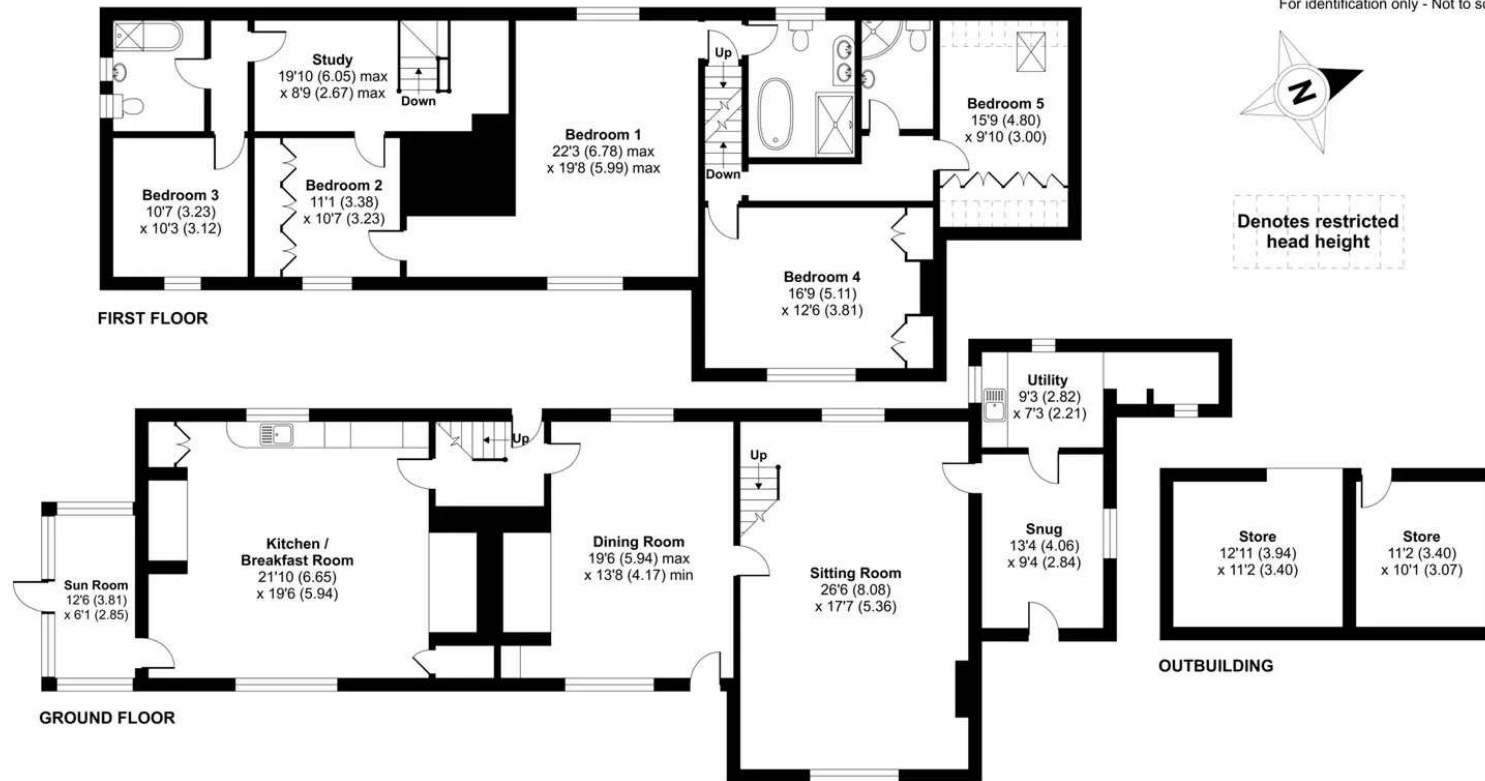 For identification only - Not to sc
Study
19'10 (6.05) max
x 8'9 (2.67) max
Down
Up
Down
Bedroom 1
22'3 (6.78) max
x 19'8 (5.99) max
Bedroom 5
15'9 (4.80)
x 9'10 (3.00)
N
Bedroom 3
10'7 (3.23)
x 10'3 (3.12)
Bedroom 2
11'1 (3.38)
x 10'7 (3.23)
Denotes restricted
head height
Bedroom 4
16'9 (5.11)
x 12'6 (3.81)
FIRST FLOOR
Utility
9'3 (2.82)
x 7'3 (2.21)
Up
Up
Kitchen /
Breakfast Room
21'10 (6.65)
x 19'6 (5.94)
Dining Room
19'6 (5.94) max
x 13'8 (4.17) min
Sitting Room
26'6 (8.08)
x 17'7 (5.36)
Snug
13'4 (4.06)
x 9'4 (2.84)
Store
12'11 (3.94)
x 11'2 (3.40)
Store
11'2 (3.40)
x 10'1 (3.07)
Sun Room
12'6 (3.81)
x 6'1 (2.85)
OUTBUILDING
GROUND FLOOR